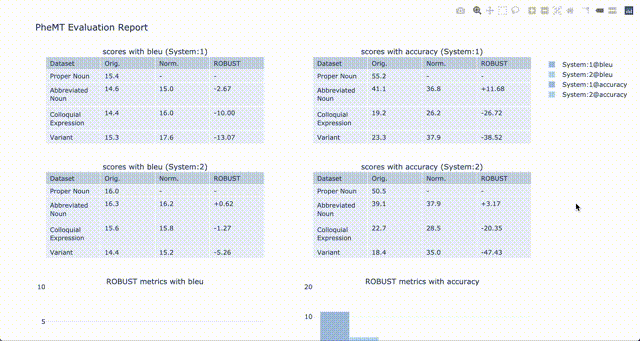 PheMT Evaluation Report
scores with bleu (System:1)
Dataset Orig. Norm. ROBUST
Proper Noun 15.4 - -
Abbreviated Noun 14.6 15.0 -2.67
Colloquial Expression 14.4 16.0 -10.00
Variant 15.3 17.6 -13.07
scores with accuracy (System:1)
Dataset Orig. Norm. ROBUST
Proper Noun 55.2 - -
Abbreviated Noun 41.1 36.8 +11.68
Colloquial Expression 19.2 26.2 -26.72
Variant 23.3 37.9 -38.52
System:1@bleu
System:2@bleu
System:1@accuracy
System:2@accuracy
scores with bleu (System:2)
Dataset Orig. Norm. ROBUST
Proper Noun 16.0 - -
Abbreviated Noun 16.3 16.2 +0.62
Colloquial Expression 15.6 15.8 -1.27
Variant 14.4 15.2 -5.26
scores with accuracy (System:2)
Dataset Orig. Norm. ROBUST
Proper Noun 50.5 - -
Abbreviated Noun 39.1 37.9 +3.17
Colloquial Expression 22.7 28.5 -20.35
Variant 18.4 35.0 -47.43
ROBUST metrics with bleu
10
5
ROBUST metrics with accuracy
20
10